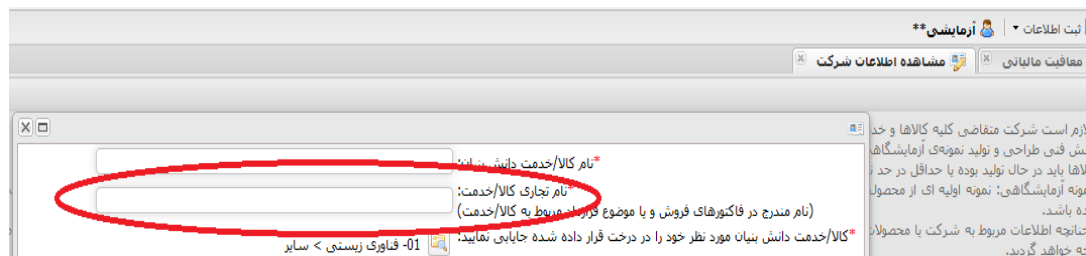 ثبت اطلاعات آزمایشی**
معافیت مالیاتی مشاهده اطلاعات شرکت
لازم است شرکت متقاضی کلیه کالاها و خد
فنی طراحی و تولید نمونه‌ی آزمایشگاه
باید در حال تولید بوده یا حداقل در حد
آزمایشگاهی: نمونه اولیه ای از محصول
باشد.
چنانچه اطلاعات مربوط به شرکت یا محصولات
خواهد گردید.
*نام کالا/خدمت دانش بنیان:
*نام تجاری کالا/خدمت:
(نام مندرج در فاکتورهای فروش و یا موضوع قرارداد مربوط به کالا/خدمت)
*کالا/خدمت دانش بنیان مورد نظر خود را در درخت قرار داده شده جایابی نمایید: 01- فناوری زیستی > سایر